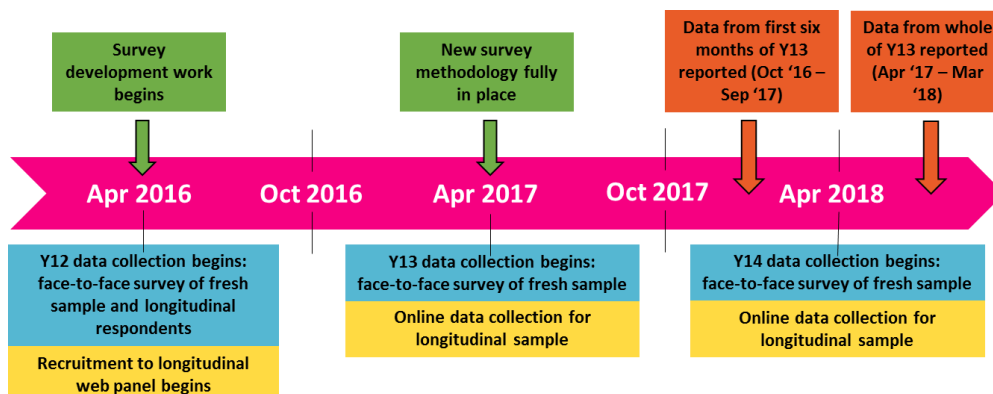 Survey
development work
begins
New survey
methodology fully
in place
Data from first six
months of Y13
reported (Oct ‘16 –
Sep ‘17)
Data from whole
of Y13 reported
(Apr ‘17 – Mar
‘18)
Apr 2016
Oct 2016
Apr 2017
Oct 2017
Apr 2018
Y12 data collection begins:
face-to-face survey of fresh
sample and longitudinal
respondents
Recruitment to longitudinal
web panel begins
Y13 data collection begins:
face-to-face survey of fresh sample
Online data collection for
longitudinal sample
Y14 data collection begins:
face-to-face survey of fresh sample
Online data collection for
longitudinal sample